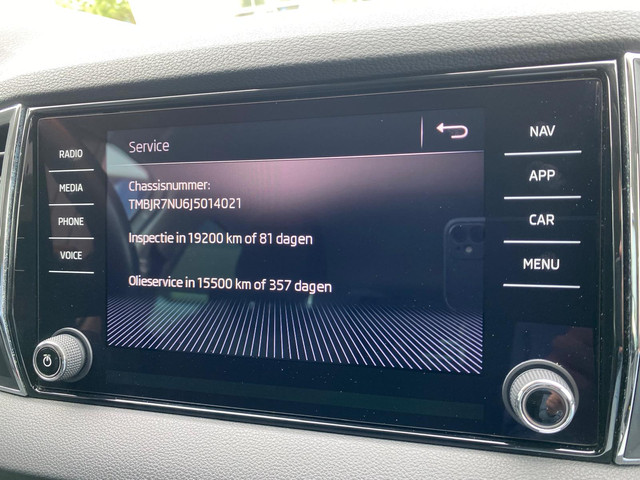 Service
RADIO
MEDIA
PHONE
VOICE
Chassisnummer:
TMBJR7NU6J5014021
Inspectie in 19200 km of 81 dagen
Olieservice in 15500 km of 357 dagen
NAV
APP
CAR
MENU